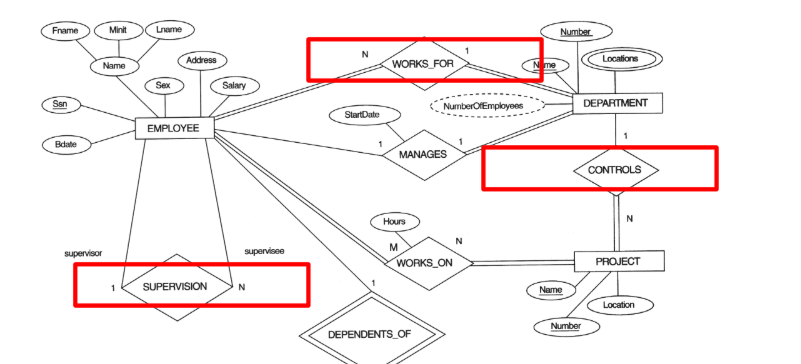 Fname
Minit
Lname
Number
N
1
Name
Address
WORKS_FOR
Name
Locations
Sex
Salary
Ssn
StartDate
NumberOfEmployees
DEPARTMENT
EMPLOYEE
1
Bdate
1
1
MANAGES
CONTROLS
Hours
N
M
N
supervisor
supervisee
WORKS_ON
PROJECT
1
SUPERVISION
N
1
Name
Location
Number
DEPENDENTS_OF